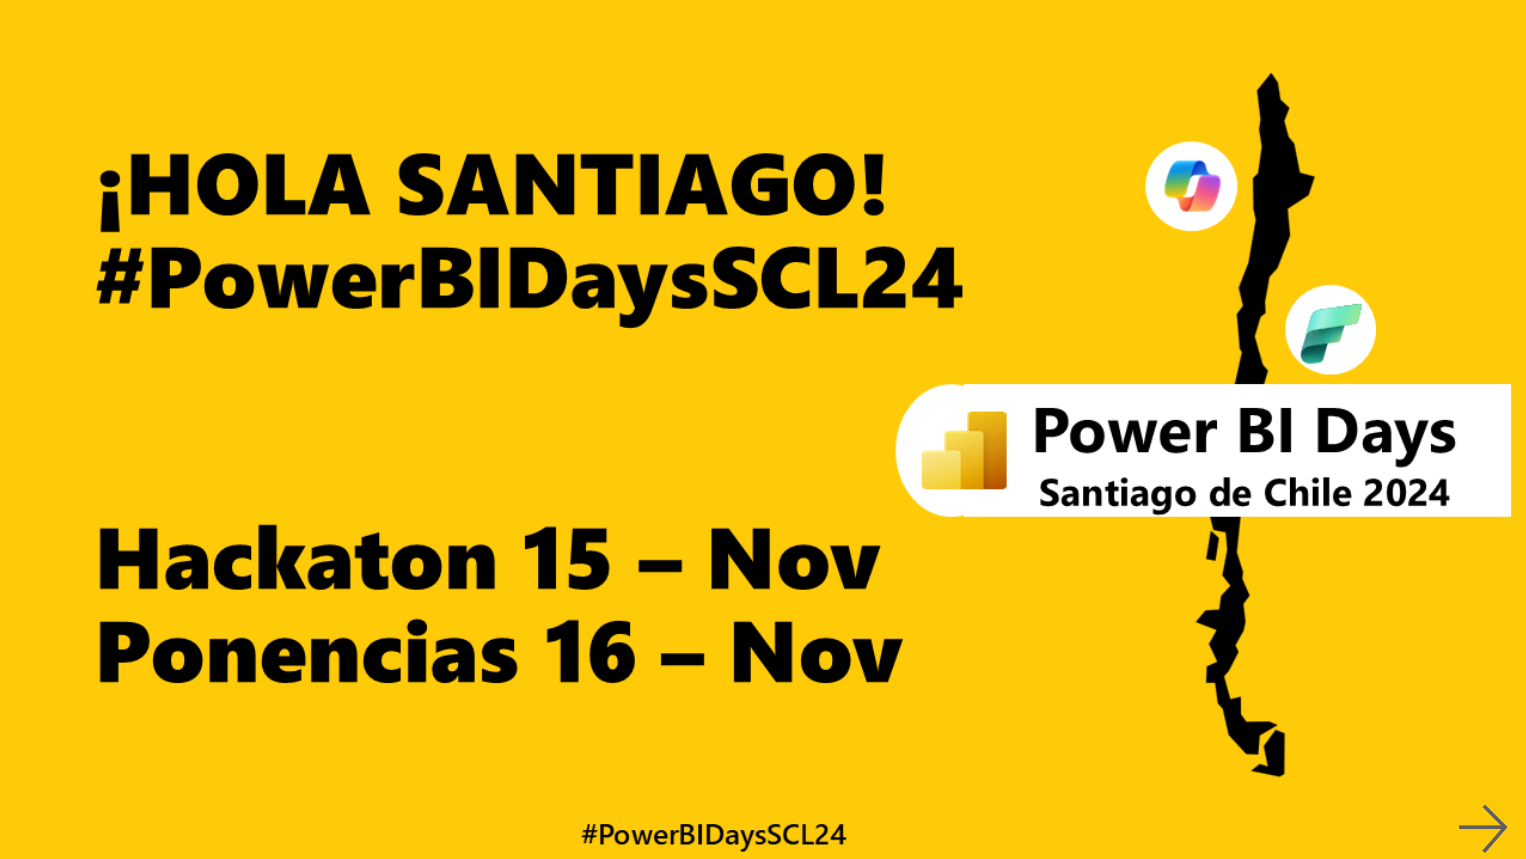 ¡HOLA SANTIAGO!
#PowerBIDaysSCL24
Power BI Days
Santiago de Chile 2024
Hackaton 15 – Nov
Ponencias 16 – Nov
#PowerBIDaysSCL24